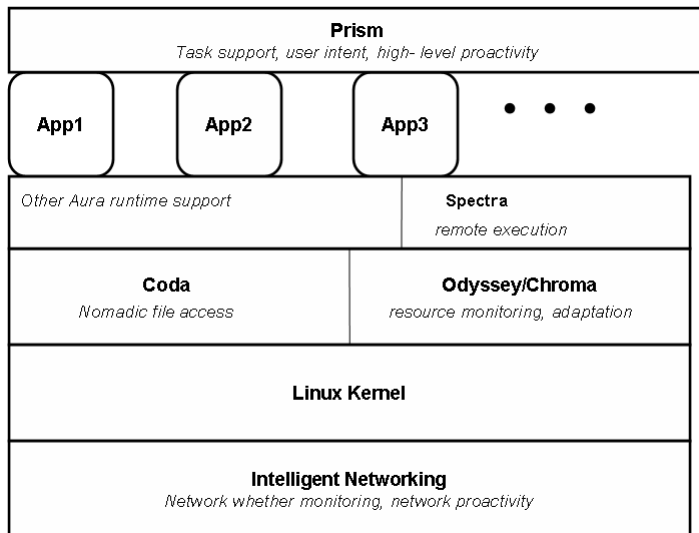 Prism
Task support, user intent, high- level proactivity
App1
App2
App3
• • •
Other Aura runtime support
Spectra
remote execution
Coda
Nomadic file access
Odyssey/Chroma
resource monitoring, adaptation
Linux Kernel
Intelligent Networking
Network whether monitoring, network proactivity